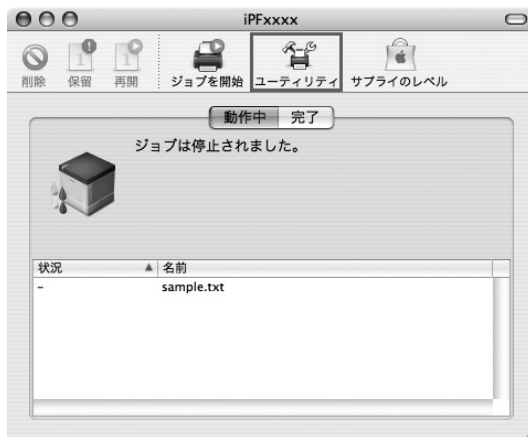 iPFxxxx
削除 保留 再開 ジョブを開始 ユーティリティ サプライのレベル
動作中 完了
ジョブは停止されました。
状況 名前
- sample.txt